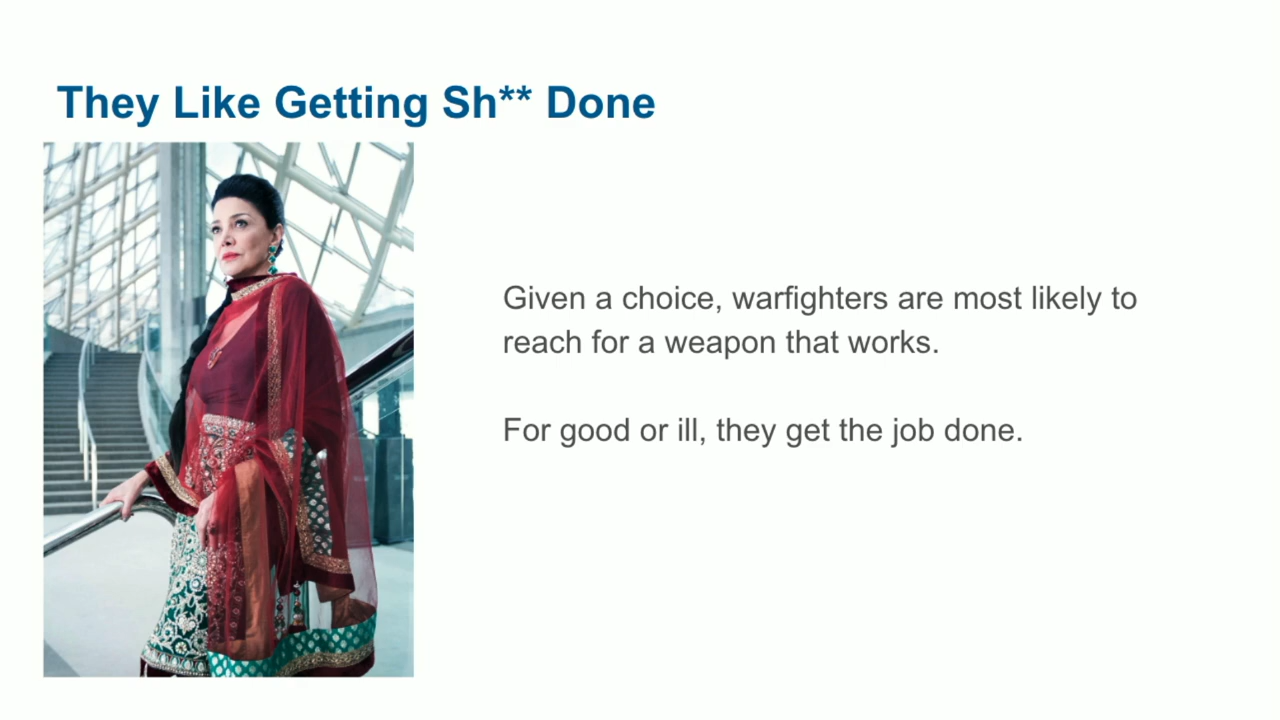 They Like Getting Sh** Done
Given a choice, warfighters are most likely to
reach for a weapon that works.
For good or ill, they get the job done.